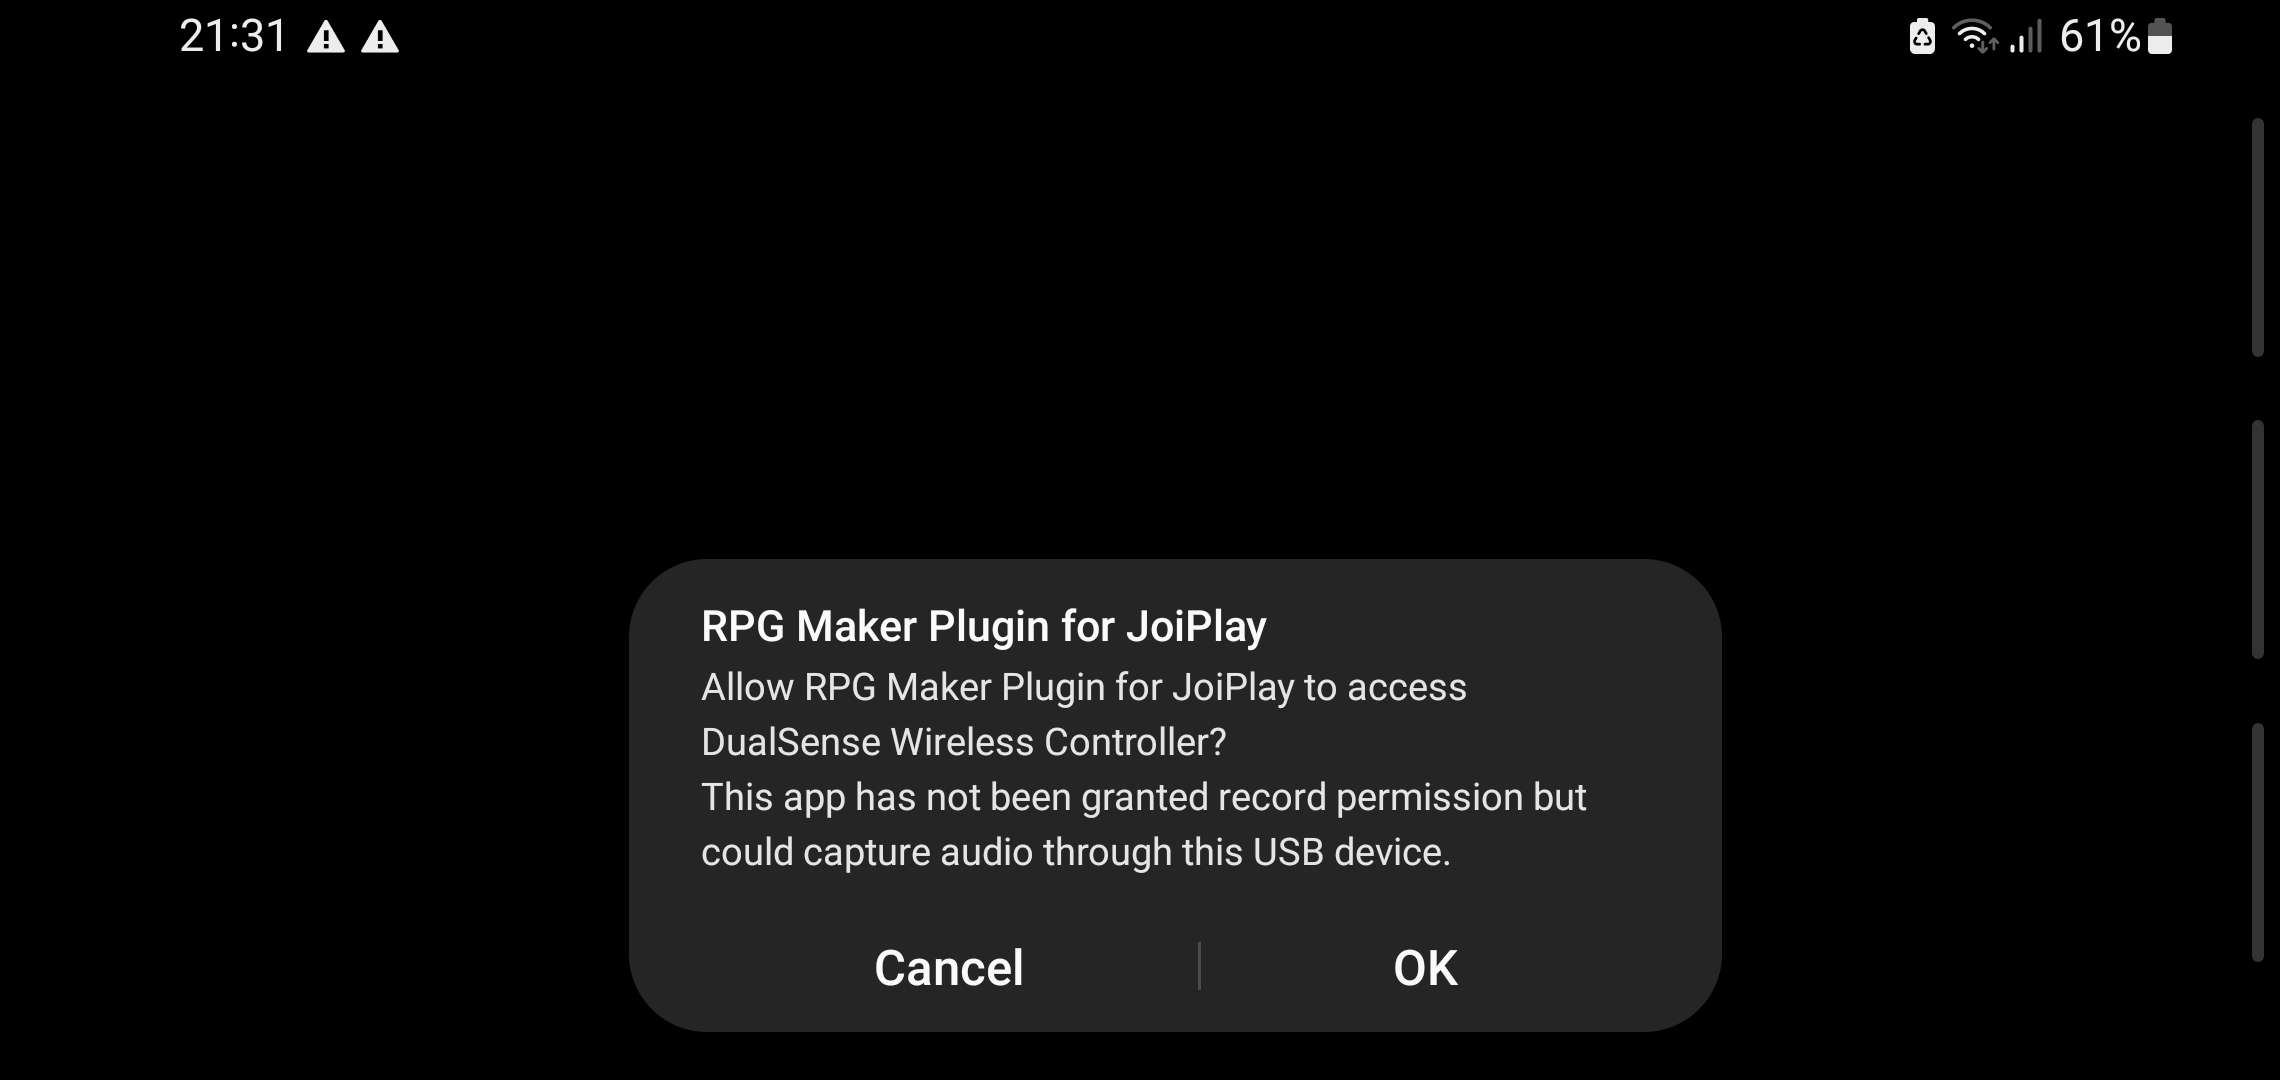 21:31
61%
RPG Maker Plugin for JoiPlay
Allow RPG Maker Plugin for JoiPlay to access
DualSense Wireless Controller?
This app has not been granted record permission but
could capture audio through this USB device.
Cancel
OK